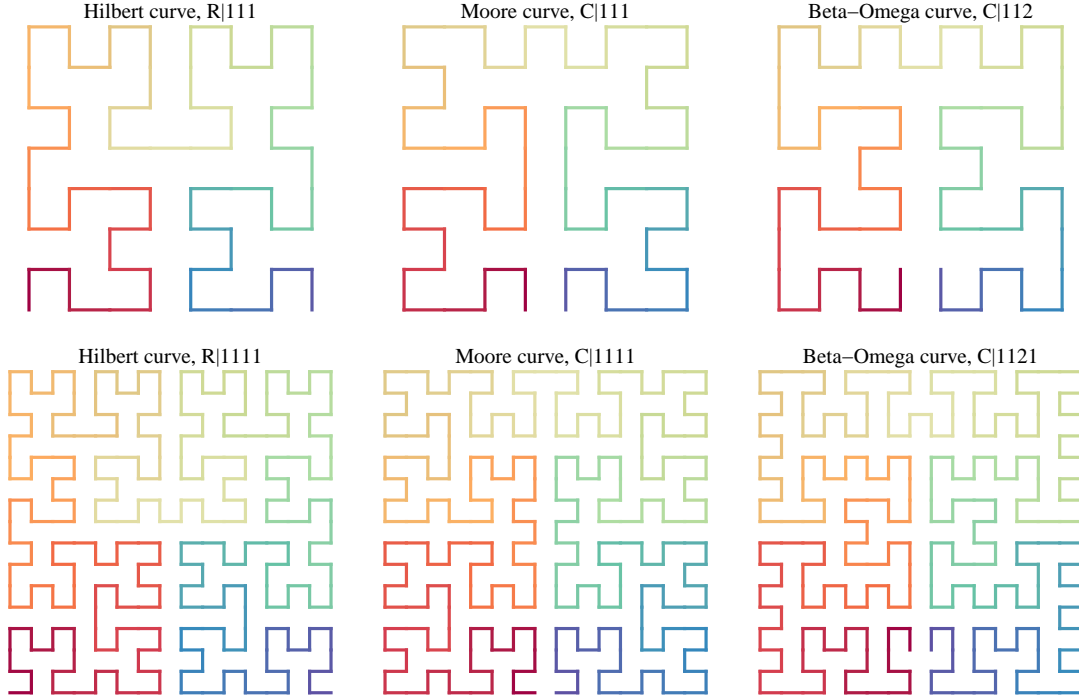 Hilbert curve, R|111
Moore curve, C|111
Beta−Omega curve, C|112
Hilbert curve, R|1111
Moore curve, C|1111
Beta−Omega curve, C|1121